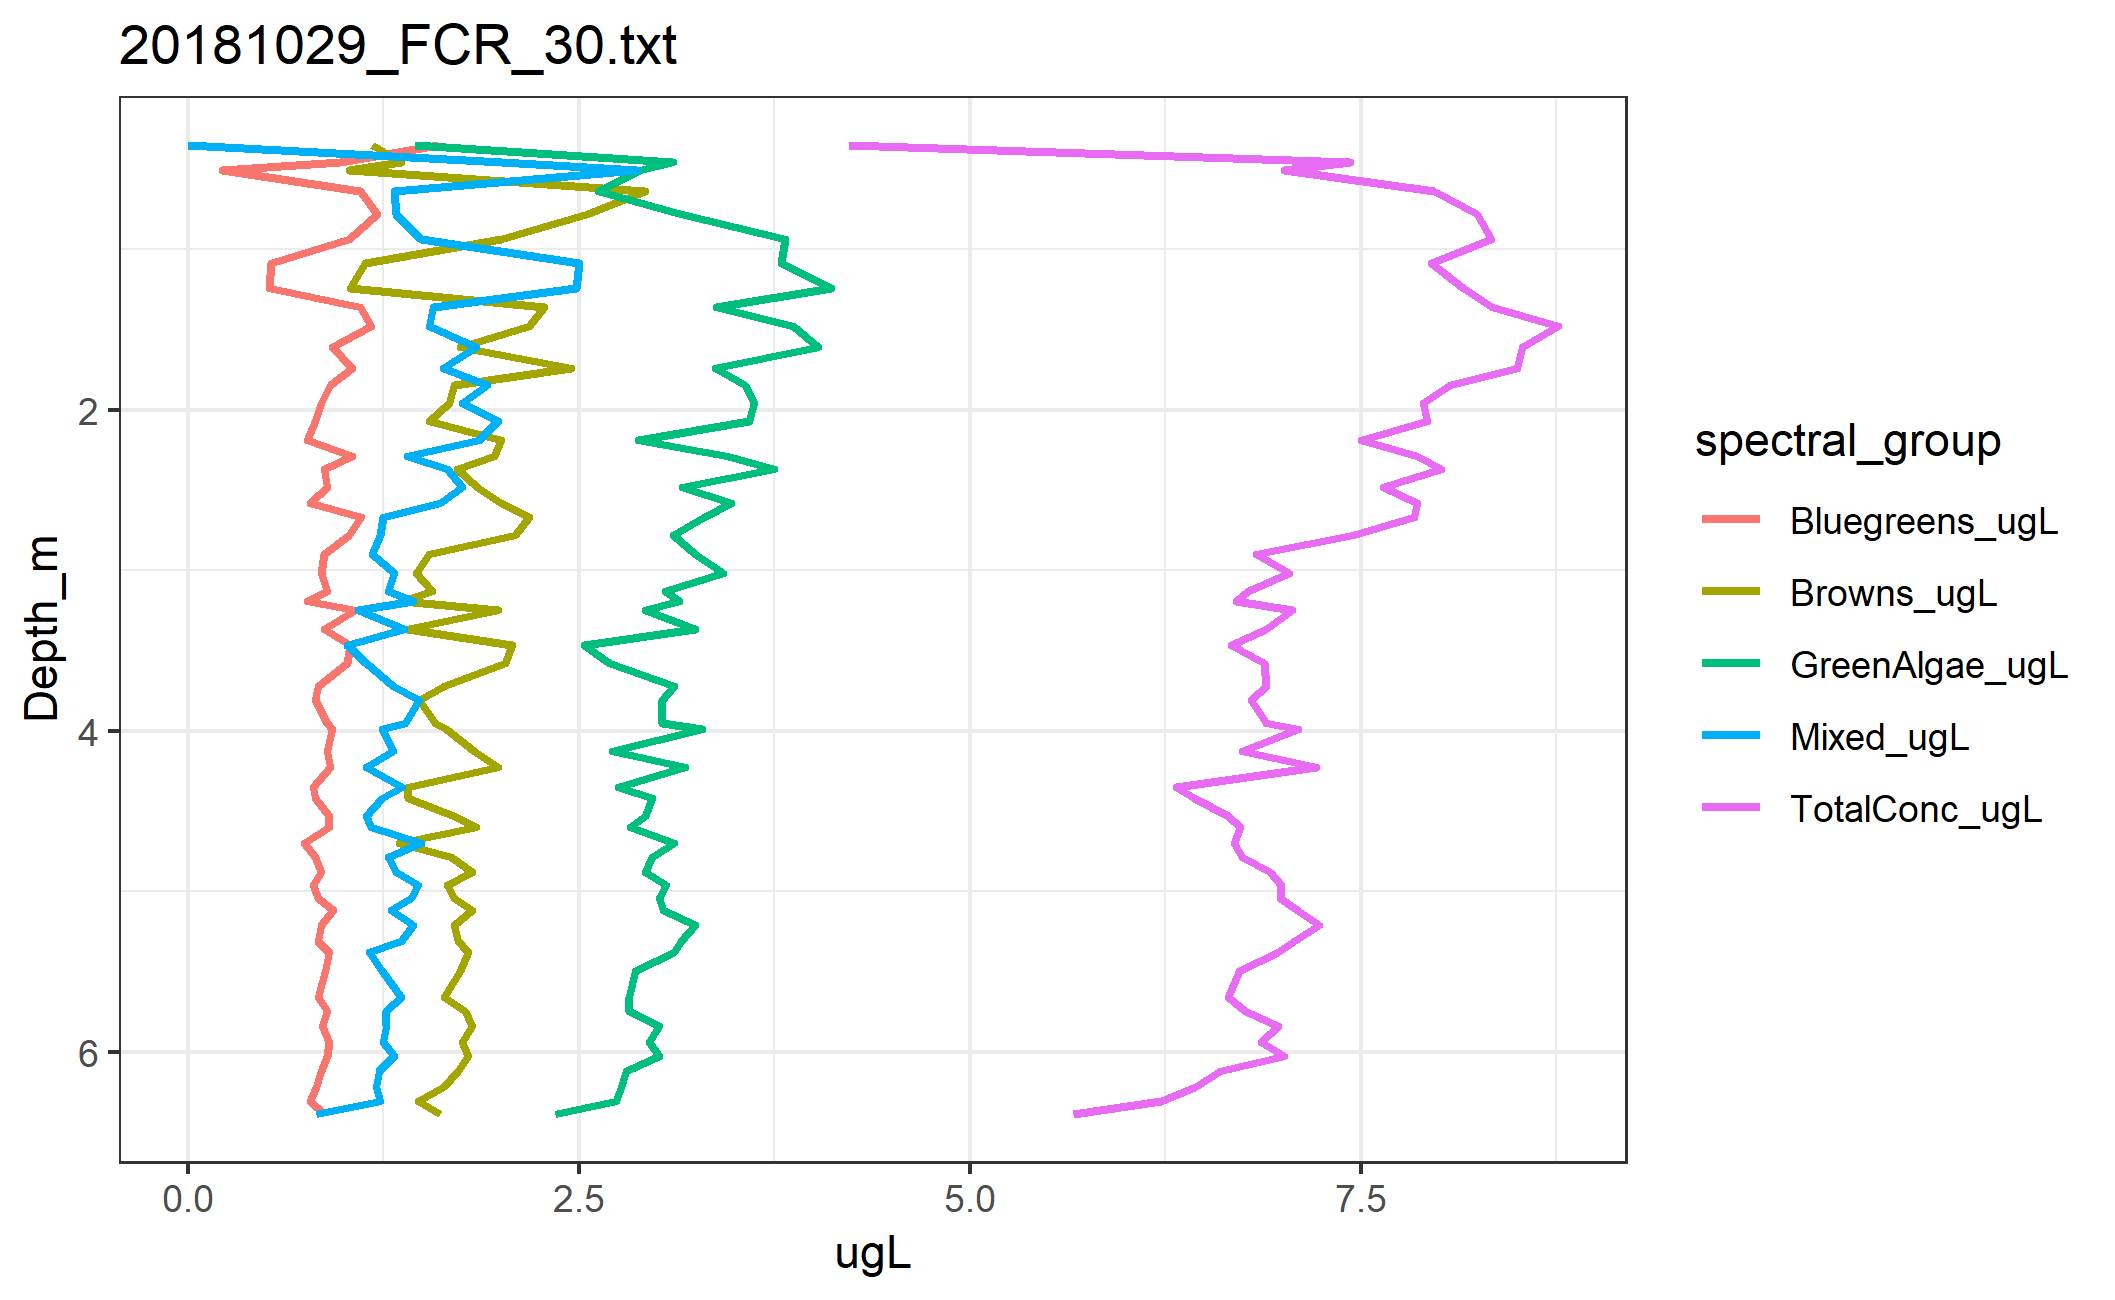 20181029_FCR_30.txt
Depth_m
2
4
6
0.0 2.5 5.0 7.5
ugL
spectral_group
Bluegreens_ugL
Browns_ugL
GreenAlgae_ugL
Mixed_ugL
TotalConc_ugL